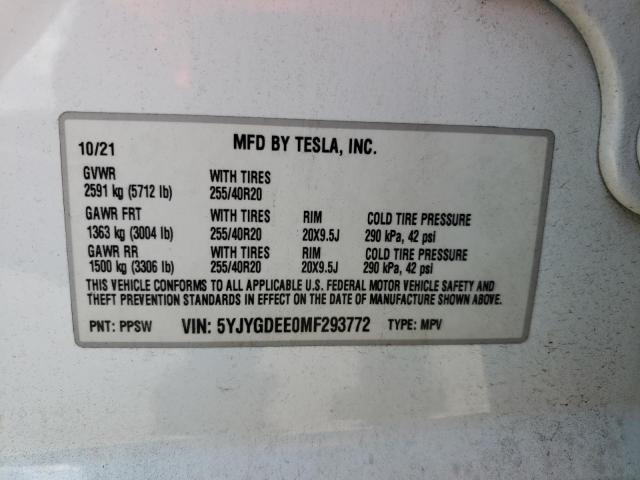 10/21 MFD BY TESLA, INC.
GVWR WITH TIRES
2591 kg (5712 lb) 255/40R20
GAWR FRT WITH TIRES RIM COLD TIRE PRESSURE
1363 kg (3004 lb) 255/40R20 20X9.5J 290 kPa, 42 psi
GAWR RR WITH TIRES RIM COLD TIRE PRESSURE
1500 kg (3306 lb) 255/40R20 20X9.5J 290 kPa, 42 psi
THIS VEHICLE CONFORMS TO ALL APPLICABLE U.S. FEDERAL MOTOR VEHICLE SAFETY AND
THEFT PREVENTION STANDARDS IN EFFECT ON THE DATE OF MANUFACTURE SHOWN ABOVE.
PNT: PPSW VIN: 5YJYGDEE0MF293772 TYPE: MPV